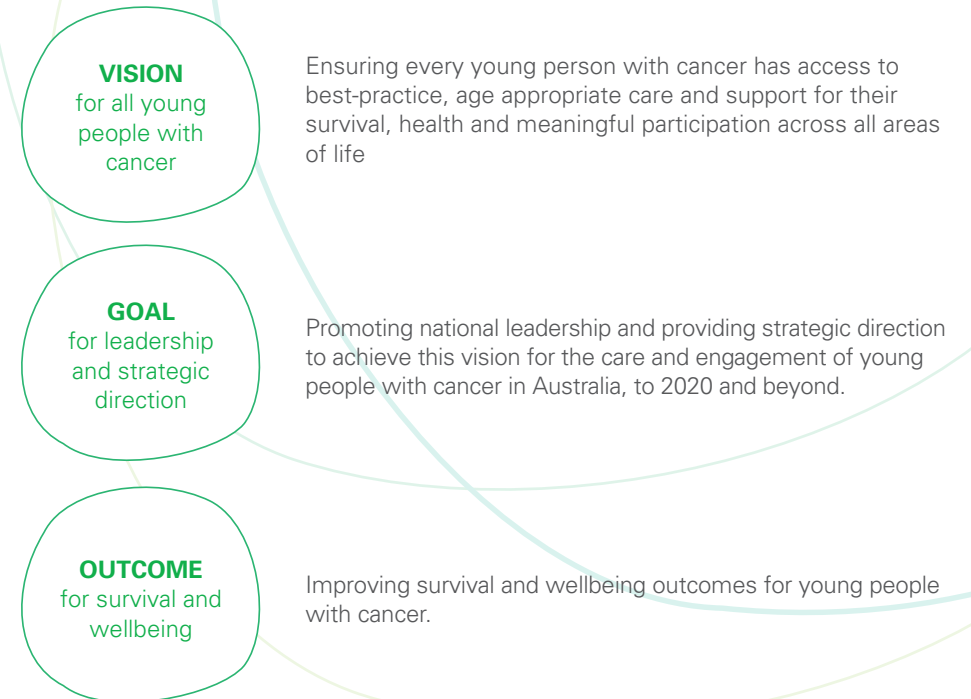 VISION
for all young
people with
cancer
Ensuring every young person with cancer has access to
best-practice, age appropriate care and support for their
survival, health and meaningful participation across all areas
of life
GOAL
for leadership
and strategic
direction
Promoting national leadership and providing strategic direction
to achieve this vision for the care and engagement of young
people with cancer in Australia, to 2020 and beyond.
OUTCOME
for survival and
wellbeing
Improving survival and wellbeing outcomes for young people
with cancer.